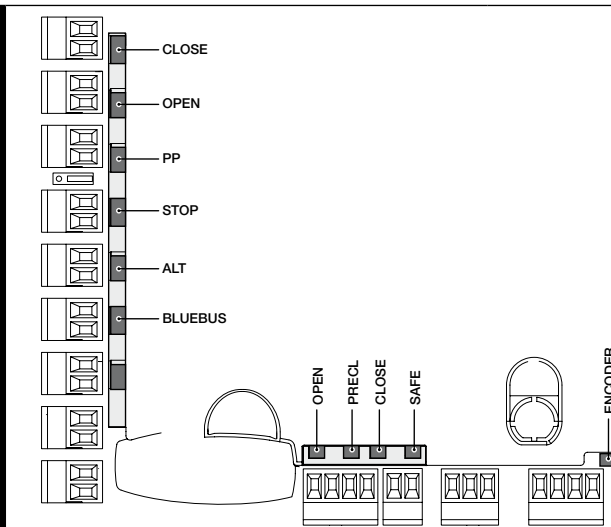 CLOSE
OPEN
PP
STOP
ALT
BLUEBUS
OPEN
PRECL
CLOSE
SAFE
ENCODER